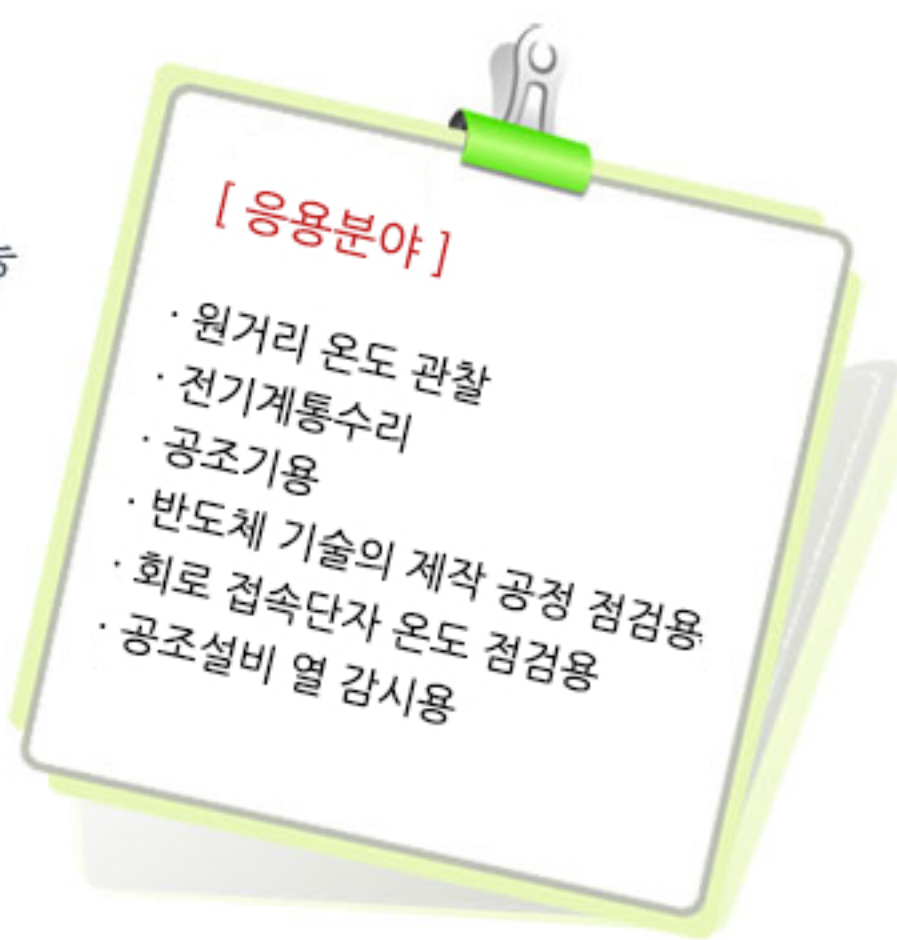 [ 응용분야 ]
· 원거리 온도 관찰
· 전기계통수리
· 공조기용
· 반도체 기술의 제작 공정 점검용
· 회로 접속단자 온도 점검용
· 공조설비 열 감시용